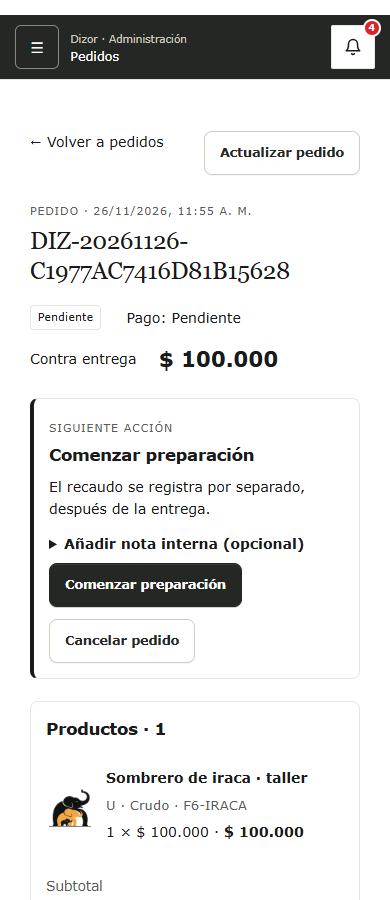 ☰ Dizor · Administración
Pedidos
4
← Volver a pedidos
Actualizar pedido
PEDIDO · 26/11/2026, 11:55 A. M.
DIZ-20261126-
C1977AC7416D81B15628
Pendiente
Pago: Pendiente
Contra entrega
$ 100.000
SIGUIENTE ACCIÓN
Comenzar preparación
El recaudo se registra por separado,
después de la entrega.
▶ Añadir nota interna (opcional)
Comenzar preparación
Cancelar pedido
Productos · 1
Sombrero de iraca · taller
U · Crudo · F6-IRACA
1 × $ 100.000 · $ 100.000
Subtotal